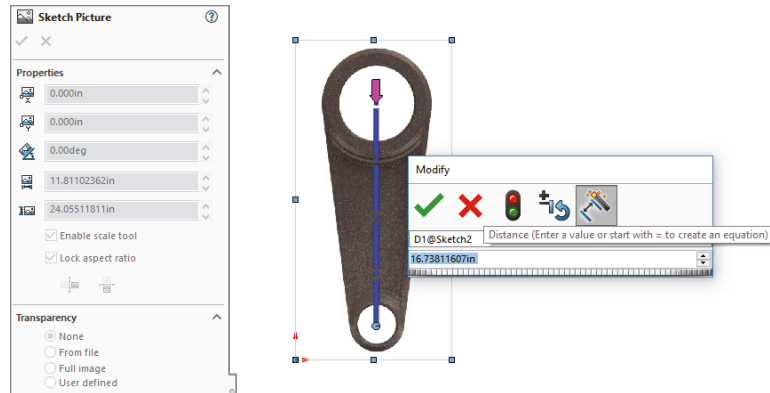 Sketch Picture
?
Properties
0.000in
0.000in
0.00deg
11.81102362in
24.05511811in
Enable scale tool
Lock aspect ratio
Transparency
None
From file
Full image
User defined
Modify
D1@Sketch2
Distance (Enter a value or start with = to create an equation)
16.73811607in